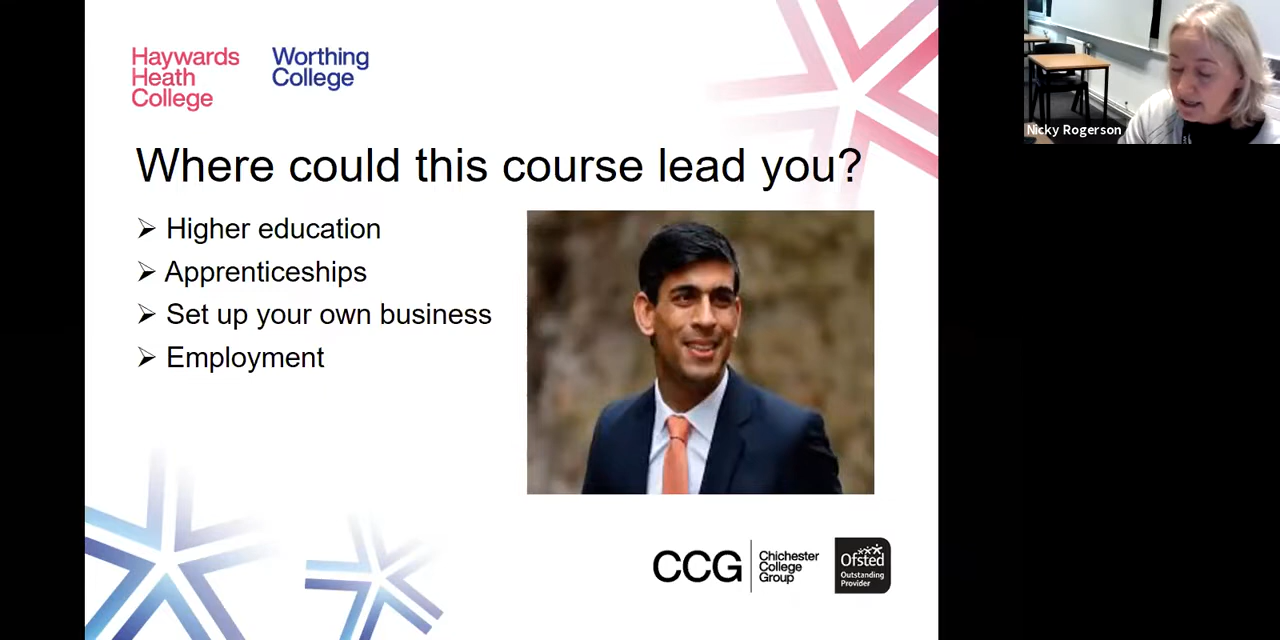 Haywards
Heath
College
Worthing
College
Nicky Rogerson
Where could this course lead you?
Higher education
Apprenticeships
Set up your own business
Employment
CCG
Chichester
College
Group
Ofsted
Outstanding
Provider